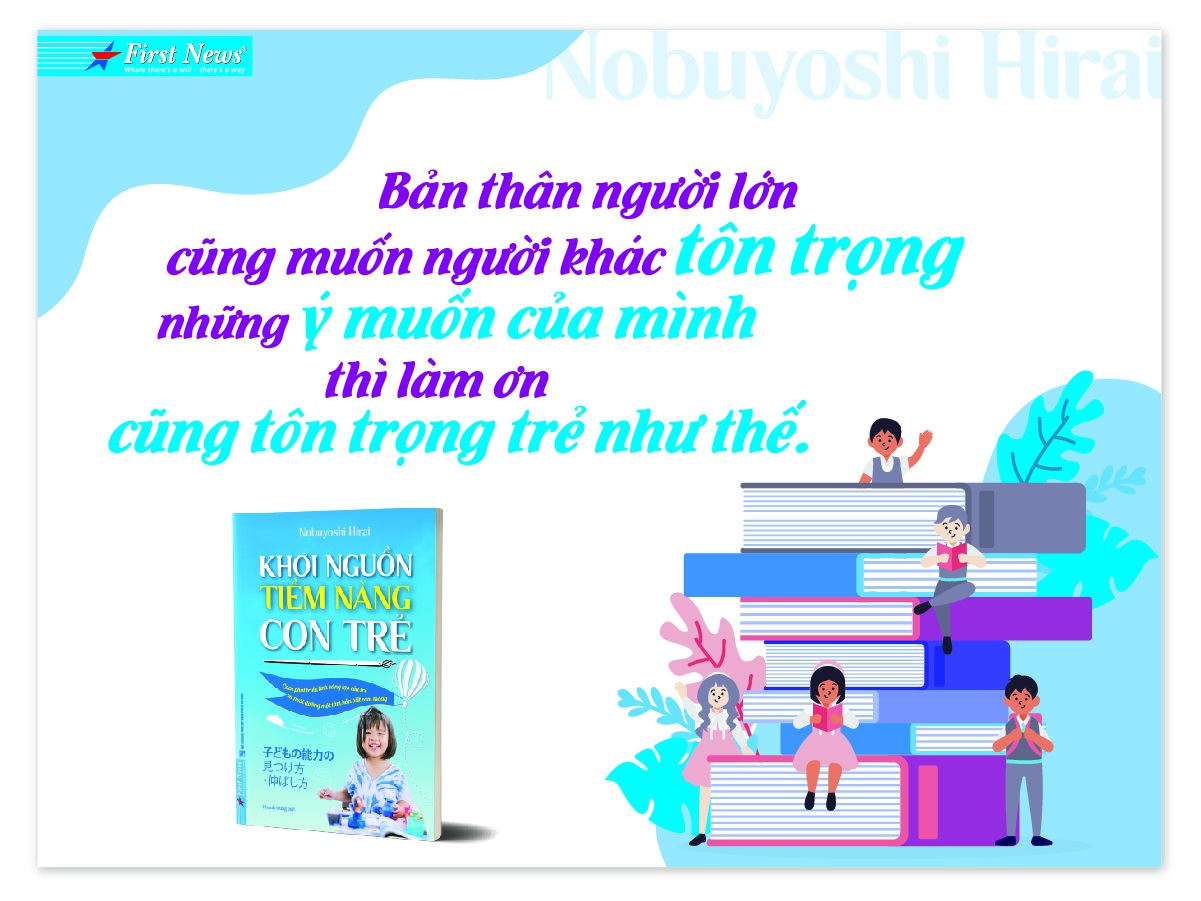 First News
Where there's a will - there's a way
Nobuyoshi Hirai
Bản thân người lớn
cũng muốn người khác tôn trọng
những ý muốn của mình
thì làm ơn
cũng tôn trọng trẻ như thế.
Nobuyoshi Hirai
KHƠI NGUỒN
TIỀM NĂNG
CON TRẺ
子どもの能力の
見つけ方
・伸ばし方
First News